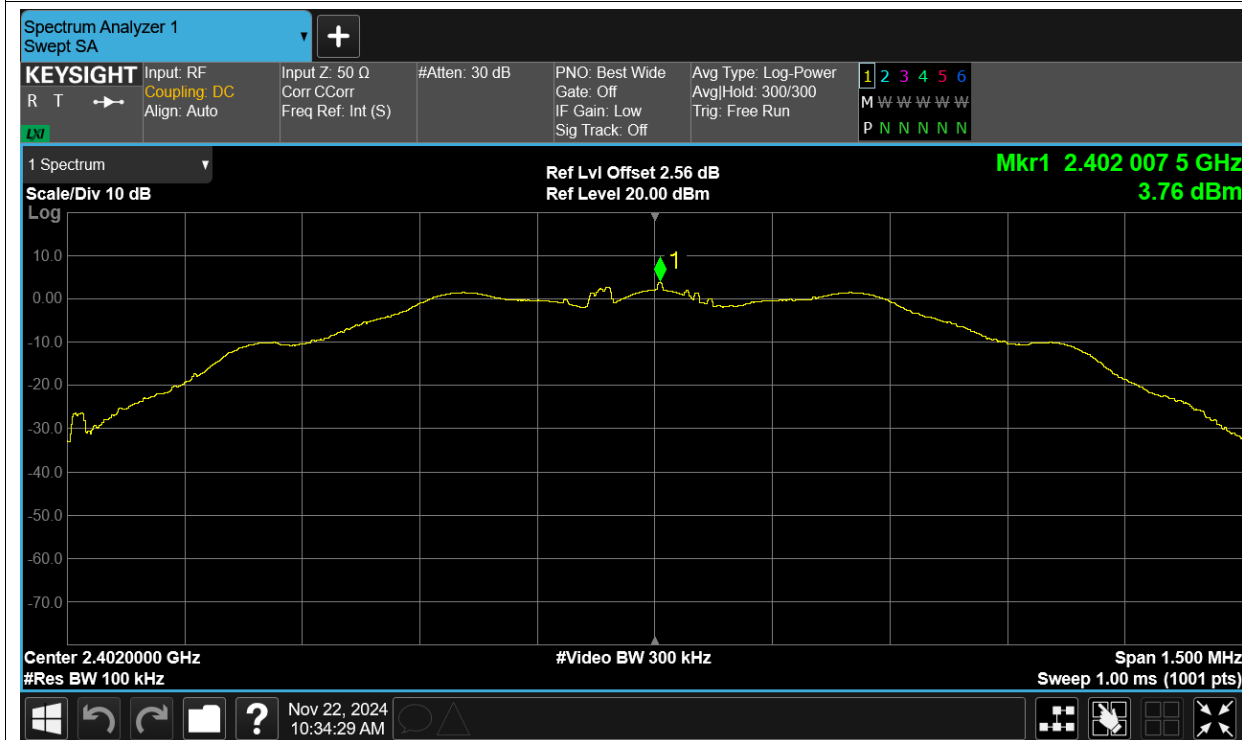 Spectrum Analyzer 1
Swept SA
KEYSIGHT
R T
LXI
Input: RF
Coupling: DC
Align: Auto
Input Z: 50 Ω
Corr CCorr
Freq Ref: Int (S)
#Atten: 30 dB
PNO: Best Wide
Gate: Off
IF Gain: Low
Sig Track: Off
Avg Type: Log-Power
Avg|Hold: 300/300
Trig: Free Run
1 2 3 4 5 6
M W W W W W
P N N N N N
1 Spectrum
Scale/Div 10 dB
Log
Ref Lvl Offset 2.56 dB
Ref Level 20.00 dBm
Mkr1 2.402 007 5 GHz
3.76 dBm
1
10.0
0.00
-10.0
-20.0
-30.0
-40.0
-50.0
-60.0
-70.0
Center 2.4020000 GHz
#Res BW 100 kHz
#Video BW 300 kHz
Span 1.500 MHz
Sweep 1.00 ms (1001 pts)
?
Nov 22, 2024
10:34:29 AM